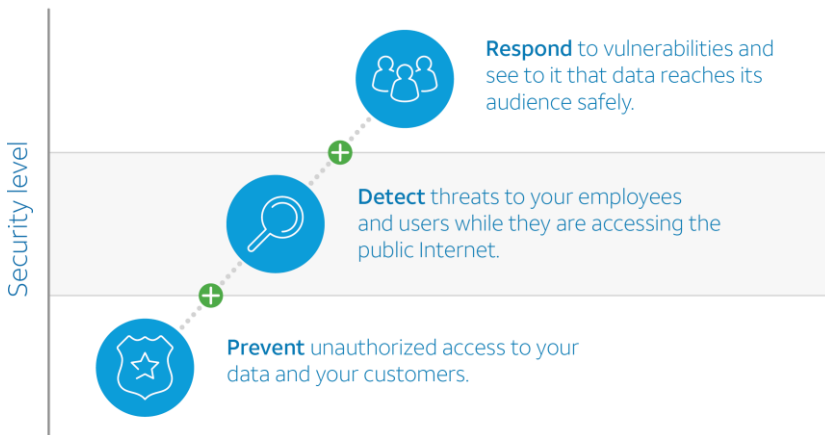 Respond to vulnerabilities and
see to it that data reaches its
audience safely.
Security level
Detect threats to your employees
and users while they are accessing the
public Internet.
Prevent unauthorized access to your
data and your customers.